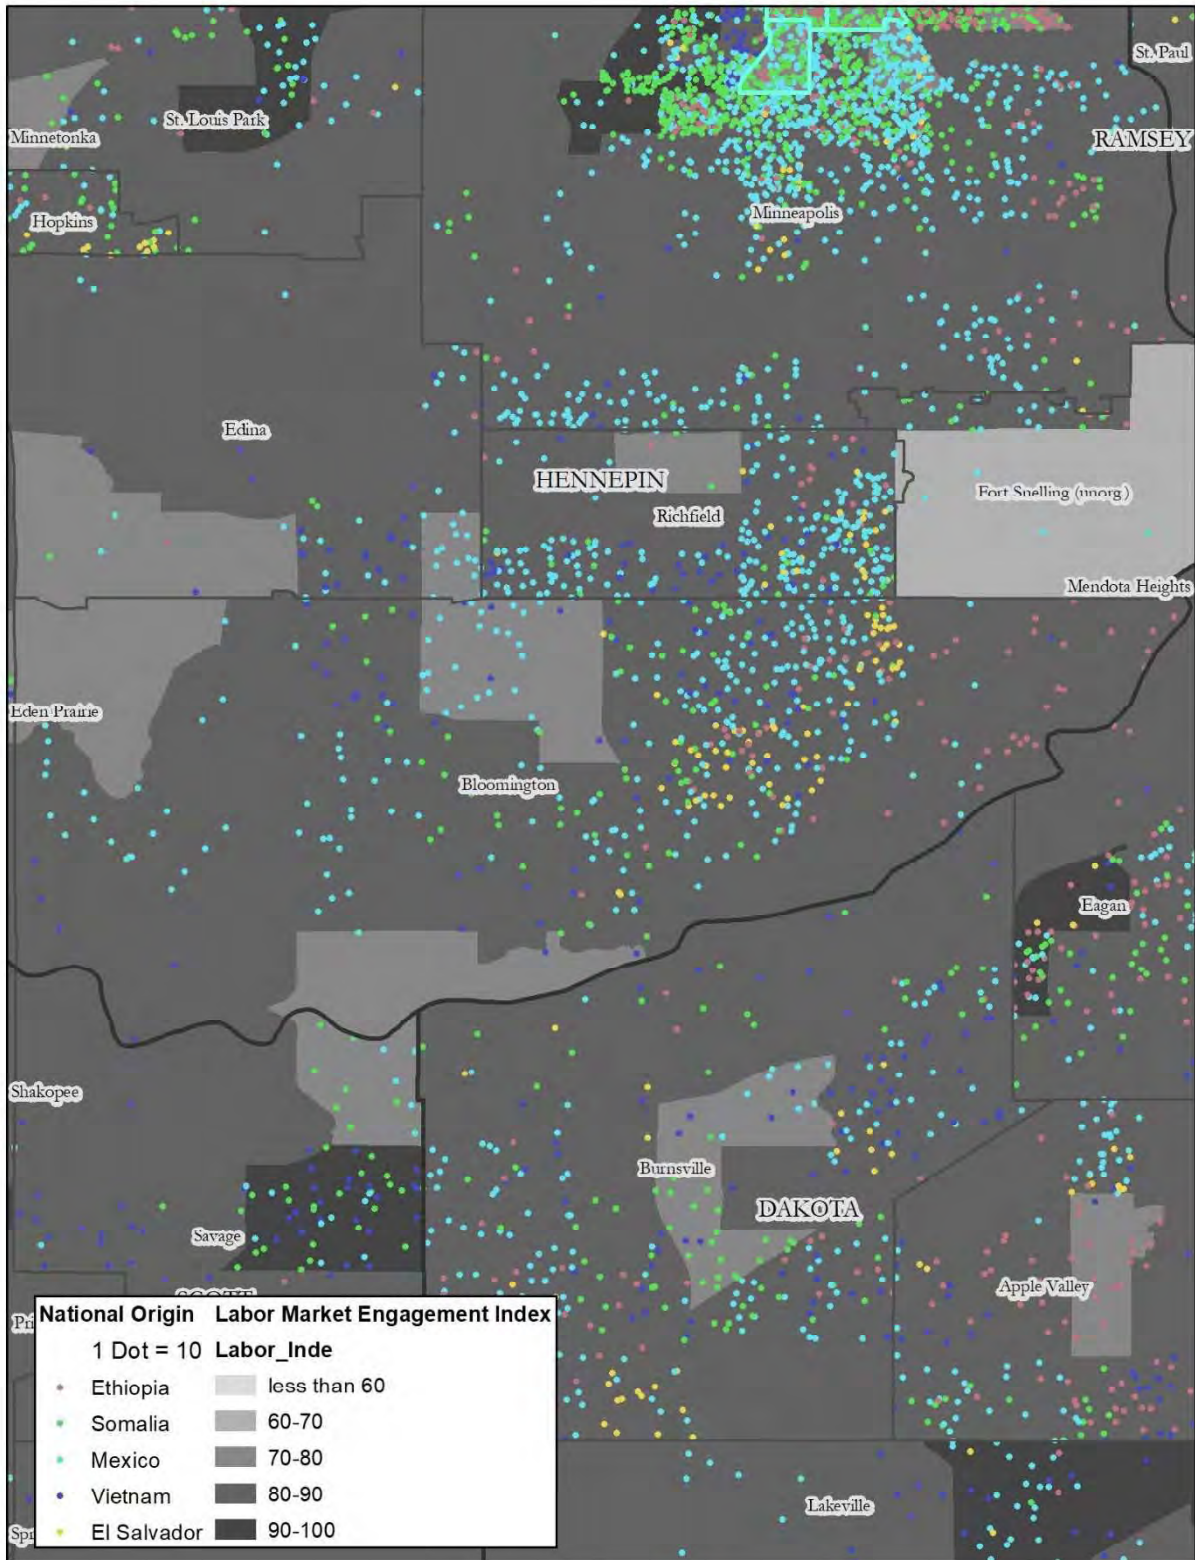 St. Paul
St. Louis Park
Minnetonka
RAMSEY
Hopkins
Minneapolis
Edina
HENNEPIN
Fort Snelling (unorg.)
Richfield
Mendota Heights
Eden Prairie
Bloomington
Eagan
Shakopee
Burnsville
DAKOTA
Savage
Apple Valley
National Origin Labor Market Engagement Index
1 Dot = 10 Labor_Inde
Ethiopia less than 60
Somalia 60-70
Mexico 70-80
Vietnam 80-90
El Salvador 90-100
Lakeville